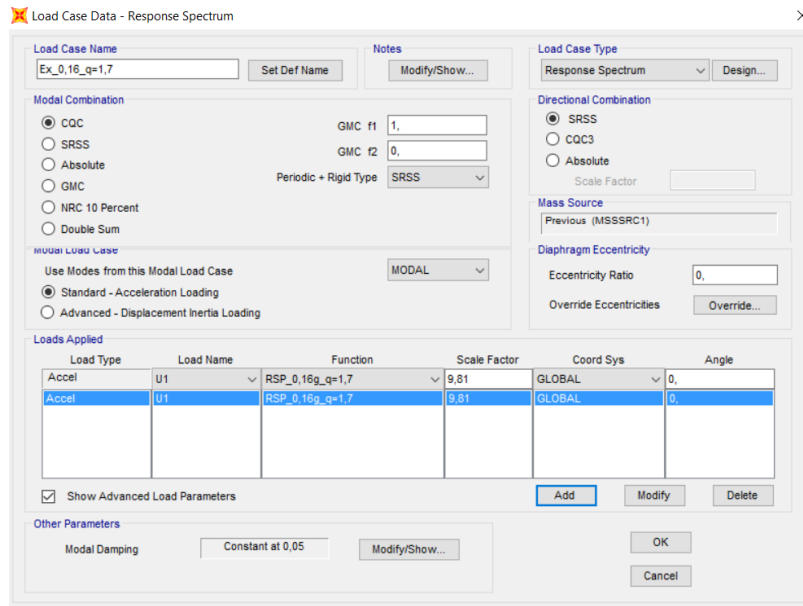 Load Case Data - Response Spectrum
Load Case Name
Ex_0,16_q=1,7
Set Def Name
Notes
Modify/Show...
Load Case Type
Response Spectrum
Design...
Modal Combination
CQC
SRSS
Absolute
GMC
NRC 10 Percent
Double Sum
GMC f1
1,
GMC f2
0,
Periodic + Rigid Type
SRSS
Directional Combination
SRSS
CQC3
Absolute
Scale Factor
Mass Source
Previous (MSSSRC1)
Modal Load Case
Use Modes from this Modal Load Case
MODAL
Standard - Acceleration Loading
Advanced - Displacement Inertia Loading
Diaphragm Eccentricity
Eccentricity Ratio
0,
Override Eccentricities
Override...
Loads Applied
Load Type Load Name Function Scale Factor Coord Sys Angle
Accel U1 RSP_0,16g_q=1,7 9,81 GLOBAL 0,
Accel U1 RSP_0,16g_q=1,7 9,81 GLOBAL 0,
Show Advanced Load Parameters
Add
Modify
Delete
Other Parameters
Modal Damping
Constant at 0,05
Modify/Show...
OK
Cancel